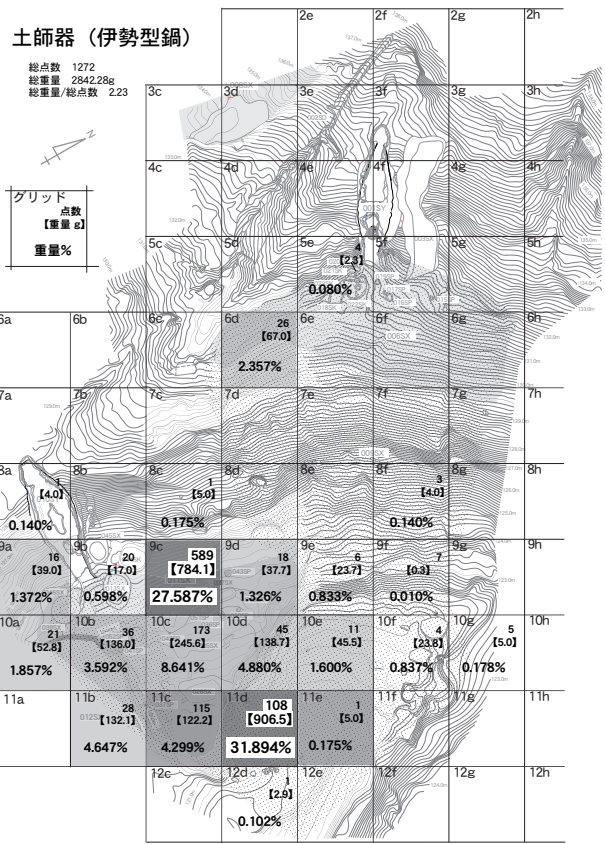 土師器（伊勢型鍋）
総点数 1272
総重量 2842.28g
総重量/総点数 2.23
N
グリッド
点数
【重量 g】
重量%
2e 2f 2g 2h
3c 3d 3e 3f 3g 3h
4c 4d 4e 4f 4g 4h
001SY
5c 5d 5e 5f 5g 5h
4
【2.3】
0.080%
6a 6b 6c 6d 6e 6f 6g 6h
26
【67.0】
2.357%
7a 7b 7c 7d 7e 7f 7g 7h
8a 8b 8c 8d 8e 8f 8g 8h
1 1 3
【4.0】 【5.0】 【4.0】
0.140% 0.175% 0.140%
9a 9b 9c 9d 9e 9f 9g 9h
16 20 589 18 6 7
【39.0】 【17.0】 【784.1】 【37.7】 【23.7】 【0.3】
1.372% 0.598% 27.587% 1.326% 0.833% 0.010%
10a 10b 10c 10d 10e 10f 10g 10h
21 36 173 45 11 4 5
【52.8】 【136.0】 【245.6】 【138.7】 【45.5】 【23.8】 【5.0】
1.857% 3.592% 8.641% 4.880% 1.600% 0.837% 0.178%
11a 11b 11c 11d 11e 11f 11g 11h
28 115 108 1
【132.1】 【122.2】 【906.5】 【5.0】
4.647% 4.299% 31.894% 0.175%
12c 12d 12e 12f 12g 12h
1
【2.9】
0.102%